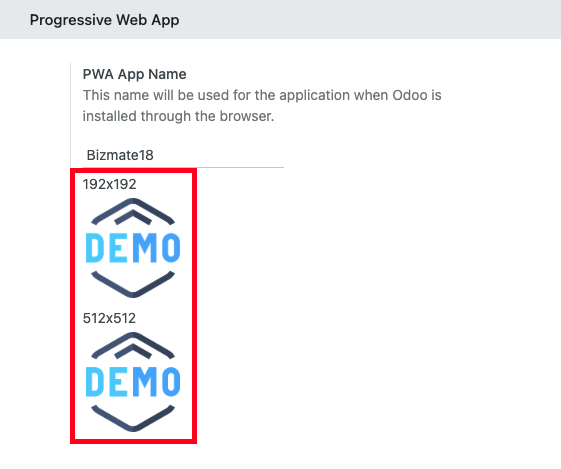 Progressive Web App
PWA App Name
This name will be used for the application when Odoo is
installed through the browser.
Bizmate18
192x192
DEMO
512x512
DEMO